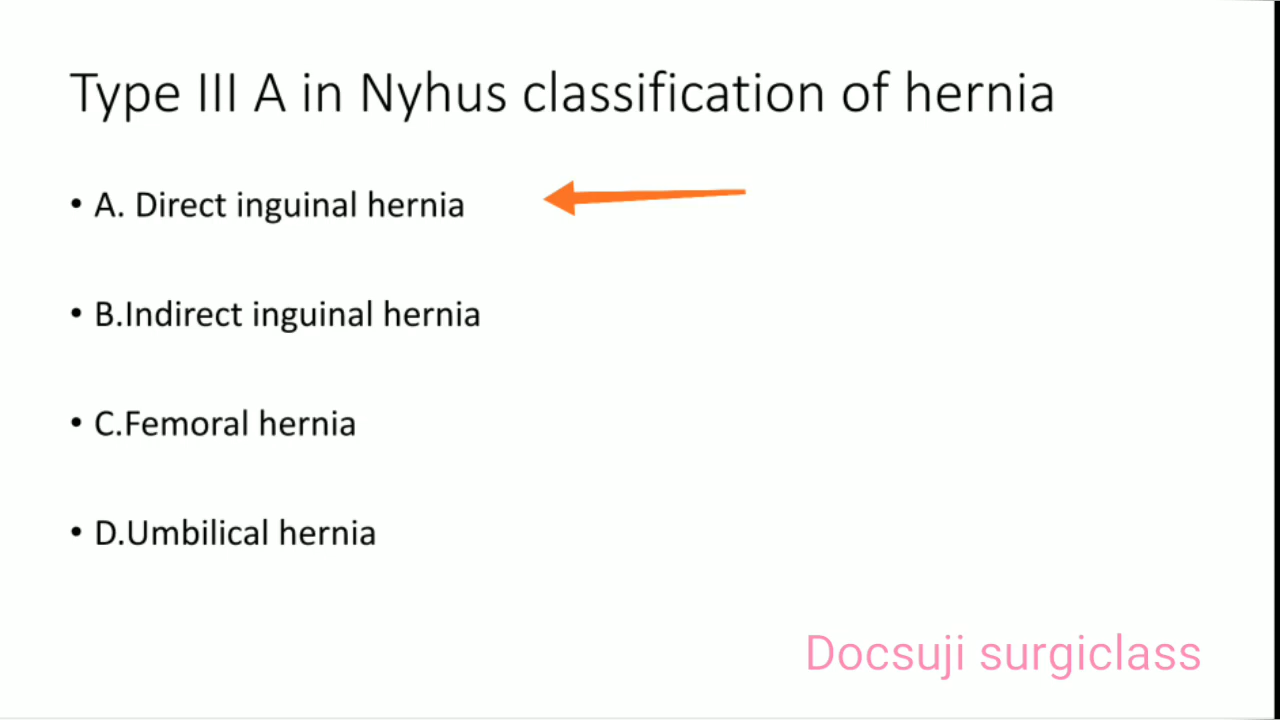 Type III A in Nyhus classification of hernia
• A. Direct inguinal hernia
• B.Indirect inguinal hernia
• C.Femoral hernia
• D.Umbilical hernia
Docsuji surgiclass